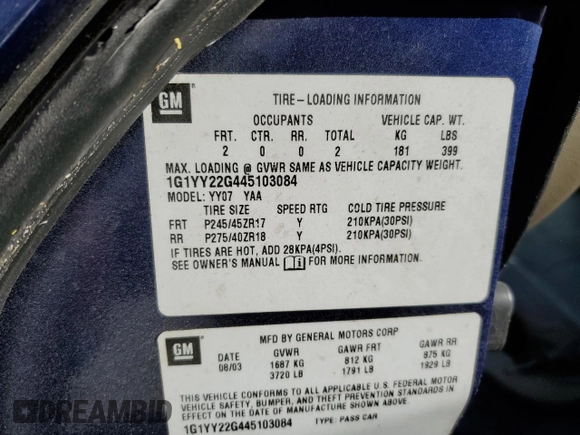 GM
TIRE-LOADING INFORMATION
OCCUPANTS VEHICLE CAP. WT.
FRT. CTR. RR. TOTAL KG LBS
2 0 0 2 181 399
MAX. LOADING @ GVWR SAME AS VEHICLE CAPACITY WEIGHT.
1G1YY22G445103084
MODEL: YY07 YAA
TIRE SIZE SPEED RTG COLD TIRE PRESSURE
FRT P245/45ZR17 Y 210KPA(30PSI)
RR P275/40ZR18 Y 210KPA(30PSI)
IF TIRES ARE HOT, ADD 28KPA(4PSI).
SEE OWNER'S MANUAL FOR MORE INFORMATION.
GM
MFD BY GENERAL MOTORS CORP
DATE GVWR GAWR FRT GAWR RR
08/03 1687 KG 812 KG 875 KG
3720 LB 1791 LB 1929 LB
THIS VEHICLE CONFORMS TO ALL APPLICABLE U.S. FEDERAL MOTOR
VEHICLE SAFETY, BUMPER, AND THEFT PREVENTION STANDARDS IN
EFFECT ON THE DATE OF MANUFACTURE SHOWN ABOVE.
1G1YY22G445103084 TYPE: PASS CAR
AUTOHELPERBOT.COM